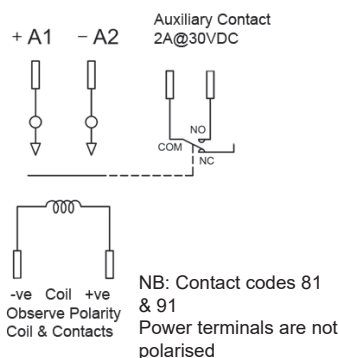 Auxiliary Contact
+ A1 - A2 2A@30VDC
NO
COM
NC
-ve Coil +ve
Observe Polarity
Coil & Contacts
NB: Contact codes 81
& 91
Power terminals are not
polarised